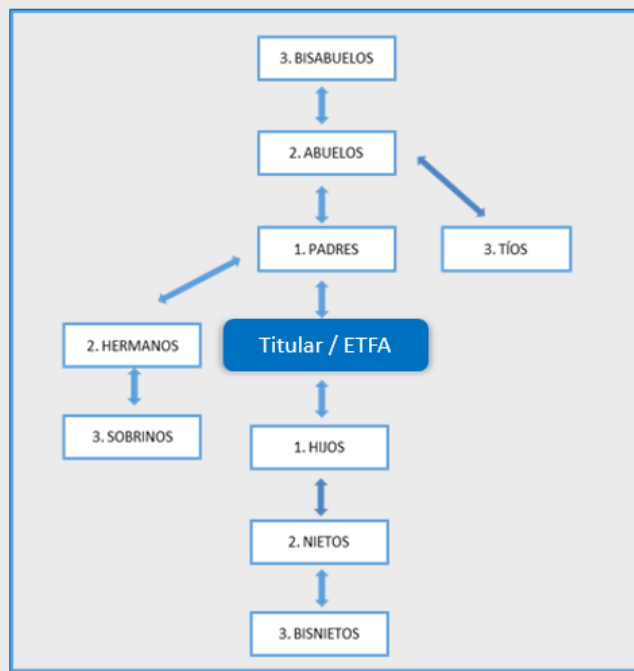 3. BISABUELOS
2. ABUELOS
1. PADRES
3. TÍOS
2. HERMANOS
Titular / ETFA
3. SOBRINOS
1. HIJOS
2. NIETOS
3. BISNIETOS